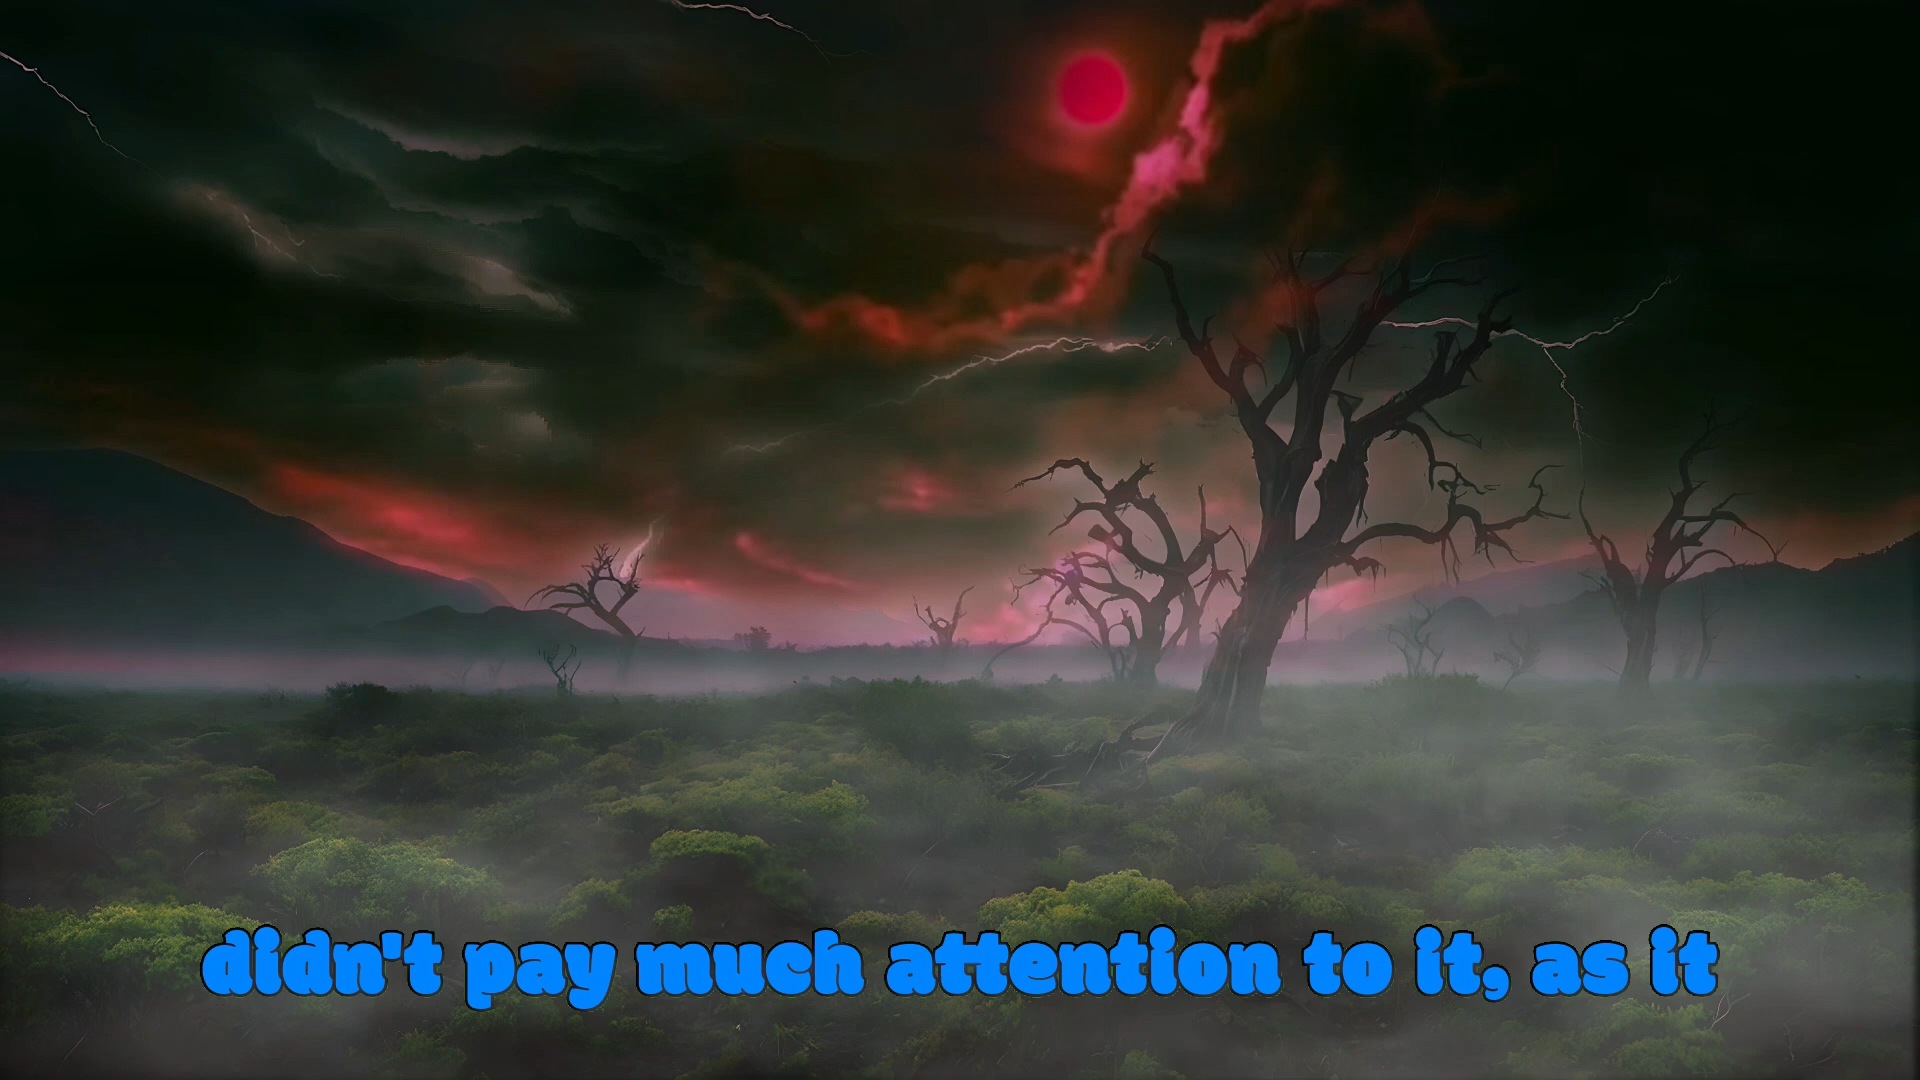 didn't pay much attention to it, as it